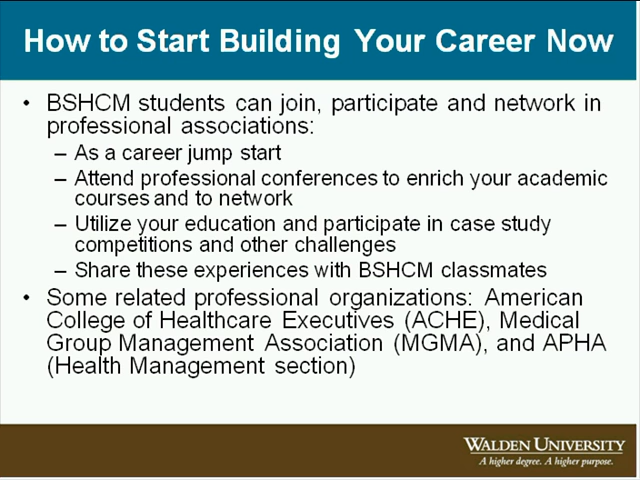 How to Start Building Your Career Now
• BSHCM students can join, participate and network in
professional associations:
– As a career jump start
– Attend professional conferences to enrich your academic
courses and to network
– Utilize your education and participate in case study
competitions and other challenges
– Share these experiences with BSHCM classmates
• Some related professional organizations: American
College of Healthcare Executives (ACHE), Medical
Group Management Association (MGMA), and APHA
(Health Management section)
WALDEN UNIVERSITY
A higher degree. A higher purpose.